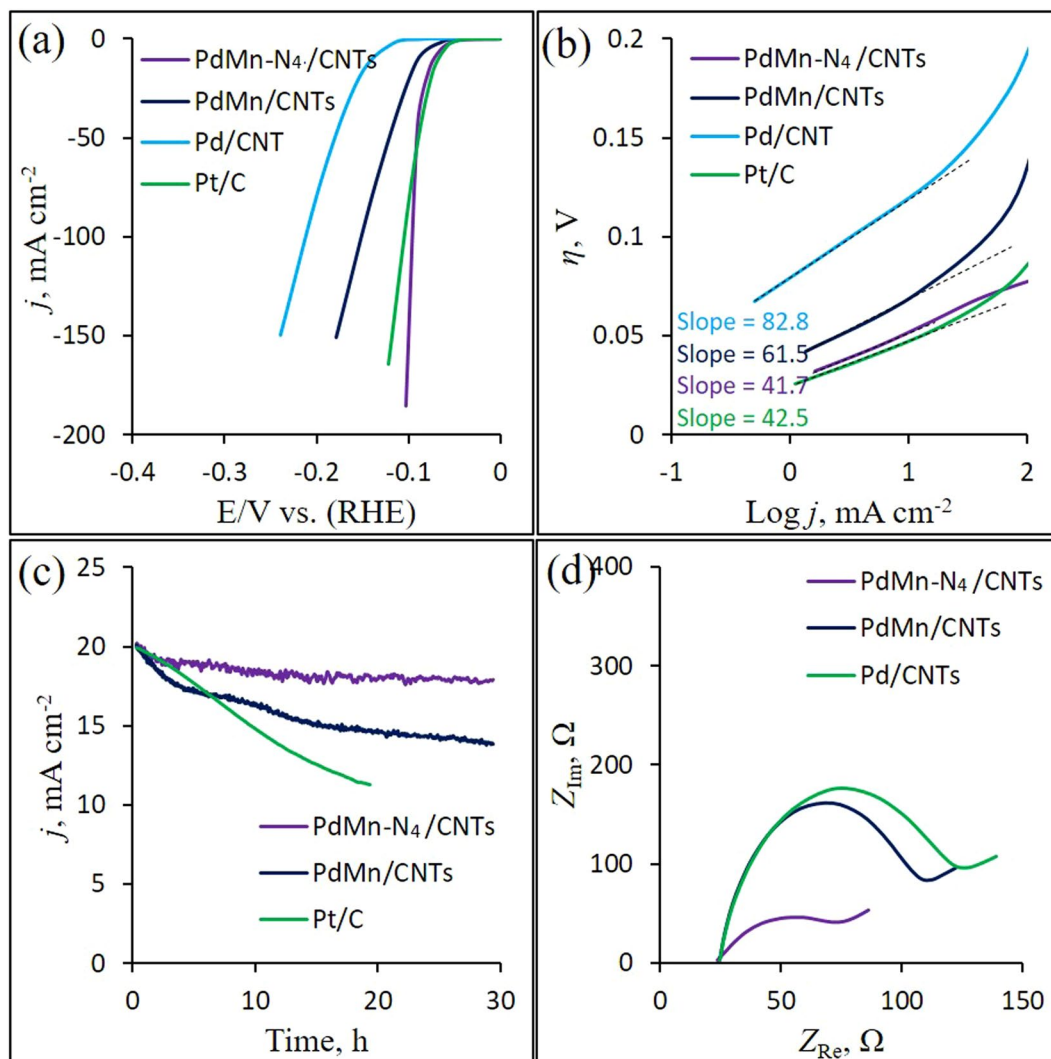 (a)
PdMn-N₄./CNTs
PdMn/CNTs
Pd/CNT
Pt/C
0
-50
-100
-150
-200
j, mA cm⁻²
-0.4 -0.3 -0.2 -0.1 0
E/V vs. (RHE)
(b)
PdMn-N₄ /CNTs
PdMn/CNTs
Pd/CNT
Pt/C
0.2
0.15
0.1
0.05
0
η, V
Slope = 82.8
Slope = 61.5
Slope = 41.7
Slope = 42.5
-1 0 1 2
Log j, mA cm⁻²
(c)
25
20
15
10
5
0
j, mA cm⁻²
PdMn-N₄ /CNTs
PdMn/CNTs
Pt/C
0 10 20 30
Time, h
(d)
PdMn-N₄ /CNTs
PdMn/CNTs
Pd/CNTs
400
300
200
100
0
Z_Im, Ω
0 50 100 150
Z_Re, Ω